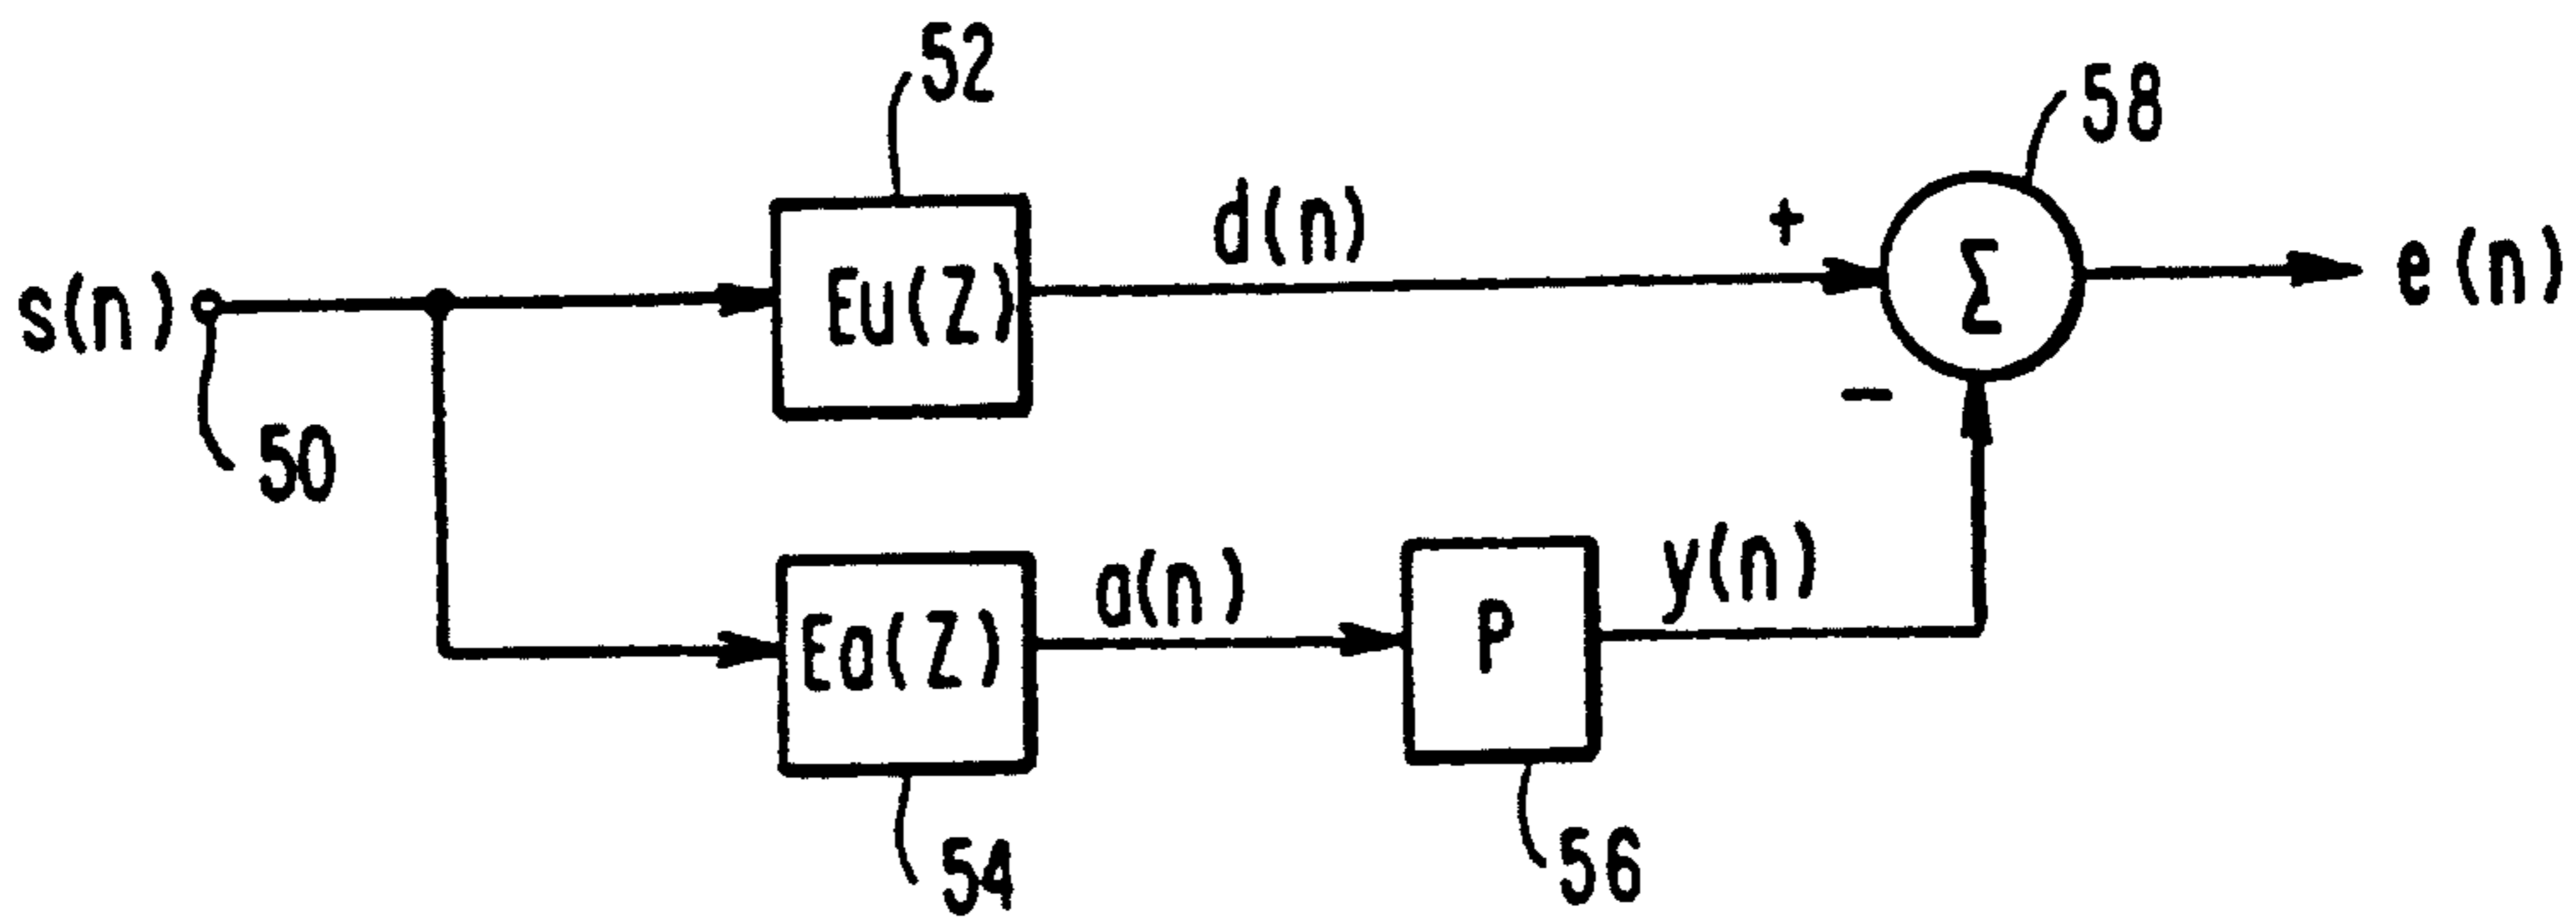 52
58
d(n)
+
s(n)
Eu(Z)
Σ
e(n)
−
50
y(n)
a(n)
Ea(Z)
P
54
56